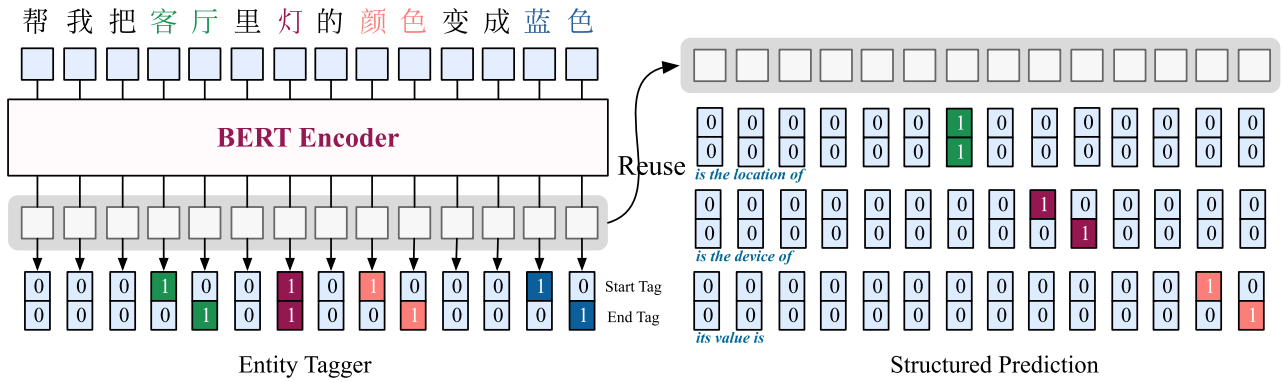 帮 我 把 客 厅 里 灯 的 颜 色 变 成 蓝 色
BERT Encoder
Reuse
0 0 0 1 0 0 1 0 1 0 0 0 1 0 Start Tag
0 0 0 0 1 0 1 0 0 1 0 0 0 1 End Tag
Entity Tagger
0 0 0 0 0 0 1 0 0 0 0 0 0 0
0 0 0 0 0 0 1 0 0 0 0 0 0 0
is the location of
0 0 0 0 0 0 0 0 1 0 0 0 0 0
0 0 0 0 0 0 0 0 0 1 0 0 0 0
is the device of
0 0 0 0 0 0 0 0 0 0 0 0 1 0
0 0 0 0 0 0 0 0 0 0 0 0 0 1
its value is
Structured Prediction